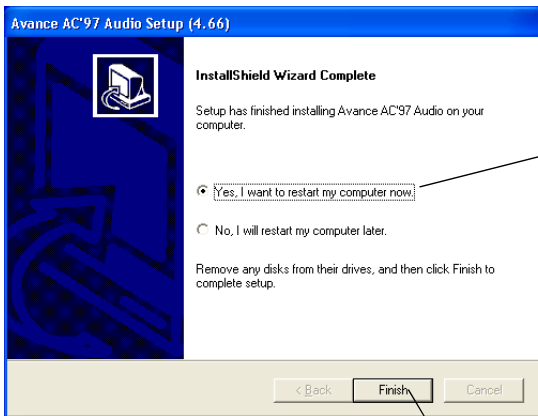 Avance AC'97 Audio Setup (4.66)
InstallShield Wizard Complete
Setup has finished installing Avance AC'97 Audio on your
computer.
Yes, I want to restart my computer now.
No, I will restart my computer later.
Remove any disks from their drives, and then click Finish to
complete setup.
< Back Finish Cancel